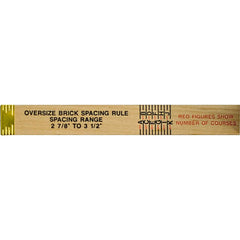 OVERSIZE BRICK SPACING RULE
SPACING RANGE
2 7/8" TO 3 1/2"
RED FIGURES SHOW
NUMBER OF COURSES